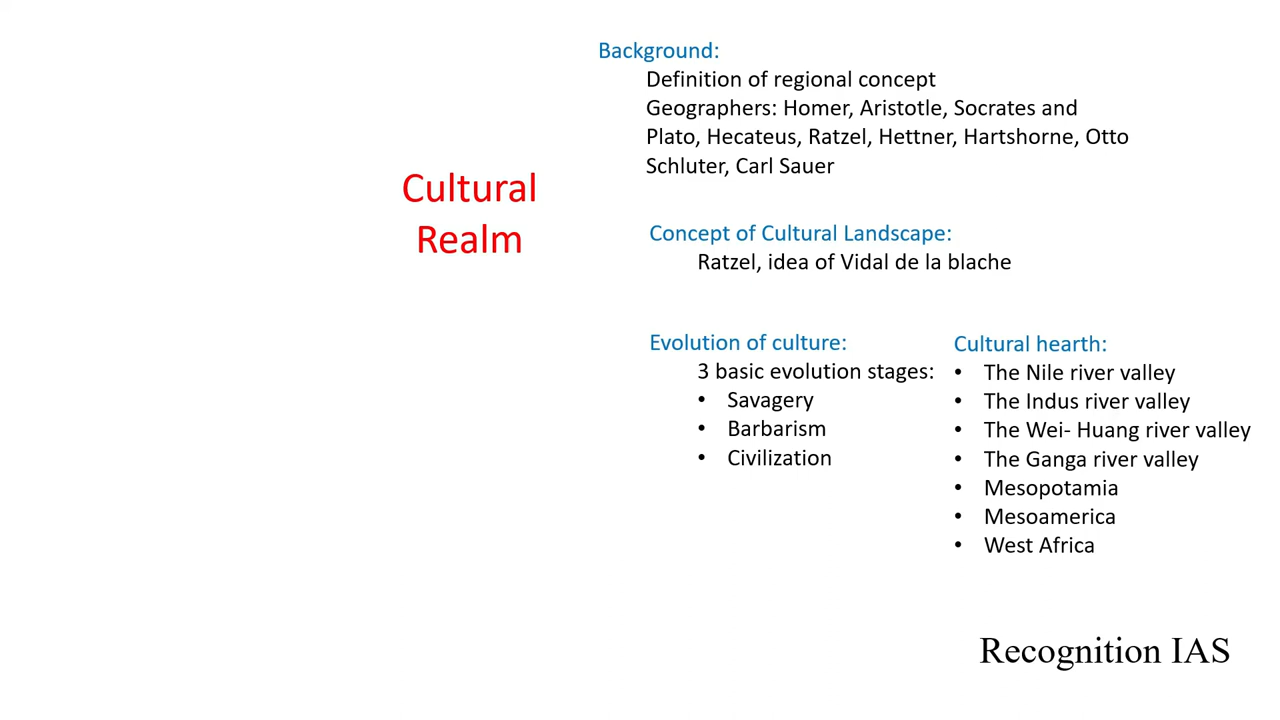 Cultural
Realm
Background:
Definition of regional concept
Geographers: Homer, Aristotle, Socrates and
Plato, Hecateus, Ratzel, Hettner, Hartshorne, Otto
Schluter, Carl Sauer
Concept of Cultural Landscape:
Ratzel, idea of Vidal de la blache
Evolution of culture:
3 basic evolution stages:
• Savagery
• Barbarism
• Civilization
Cultural hearth:
• The Nile river valley
• The Indus river valley
• The Wei- Huang river valley
• The Ganga river valley
• Mesopotamia
• Mesoamerica
• West Africa
Recognition IAS